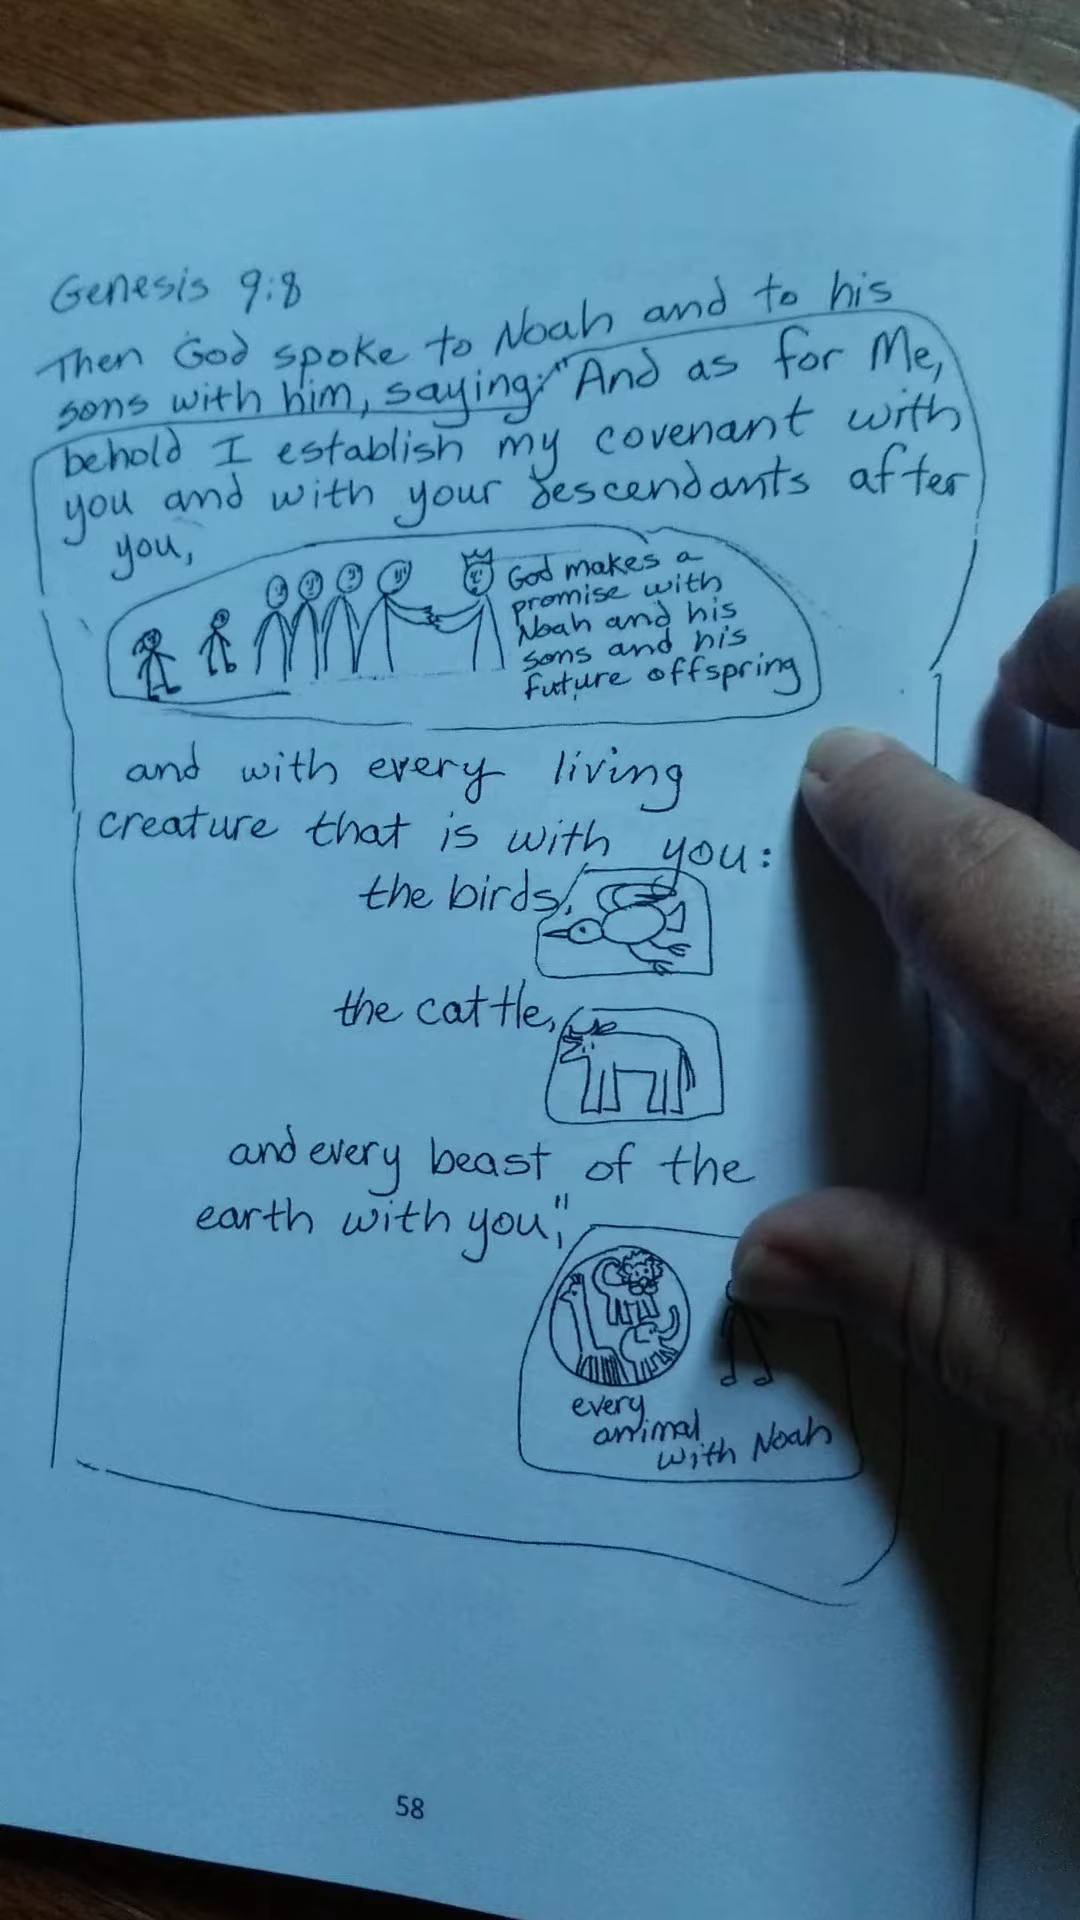 Genesis 9:8
Then God spoke to Noah and to his
sons with him, saying: "And as for Me,
behold I establish my covenant with
you and with your descendants after
you,
God makes a
promise with
Noah and his
sons and his
future offspring
and with every living
creature that is with you:
the birds,
the cattle,
and every beast of the
earth with you,"
every
animal
with Noah
58